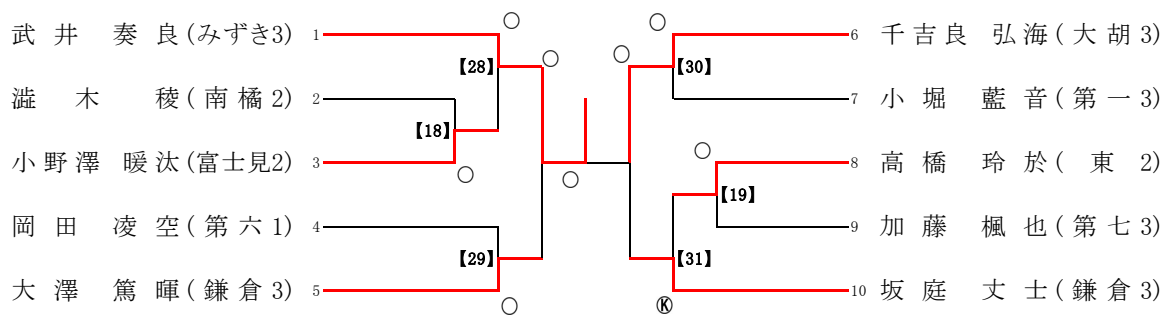 武井 奏良(みずき3) 1
澁木 稜(南橘2) 2
小野澤 暖汰(富士見2) 3
岡田 凌空(第六1) 4
大澤 篤暉(鎌倉3) 5
【28】
【18】
【29】
6 千吉良 弘海(大胡3)
7 小堀 藍音(第一3)
8 高橋 玲於(東 2)
9 加藤 楓也(第七3)
10 坂庭 丈士(鎌倉3)
【30】
【19】
【31】
Ⓚ